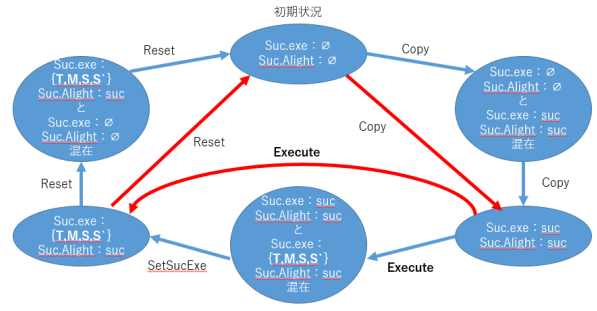 初期状況
Suc.exe：∅
Suc.Alight：∅
Reset
Copy
Suc.exe：
{T,M,S,S`}
Suc.Alight：suc
と
Suc.exe：∅
Suc.Alight：∅
混在
Suc.exe：∅
Suc.Alight：∅
と
Suc.exe：suc
Suc.Alight：suc
混在
Reset
Copy
Execute
Reset
Copy
Suc.exe：
{T,M,S,S`}
Suc.Alight：suc
Suc.exe：suc
Suc.Alight：suc
と
Suc.exe：
{T,M,S,S`}
Suc.Alight：suc
混在
Suc.exe：suc
Suc.Alight：suc
SetSucExe
Execute